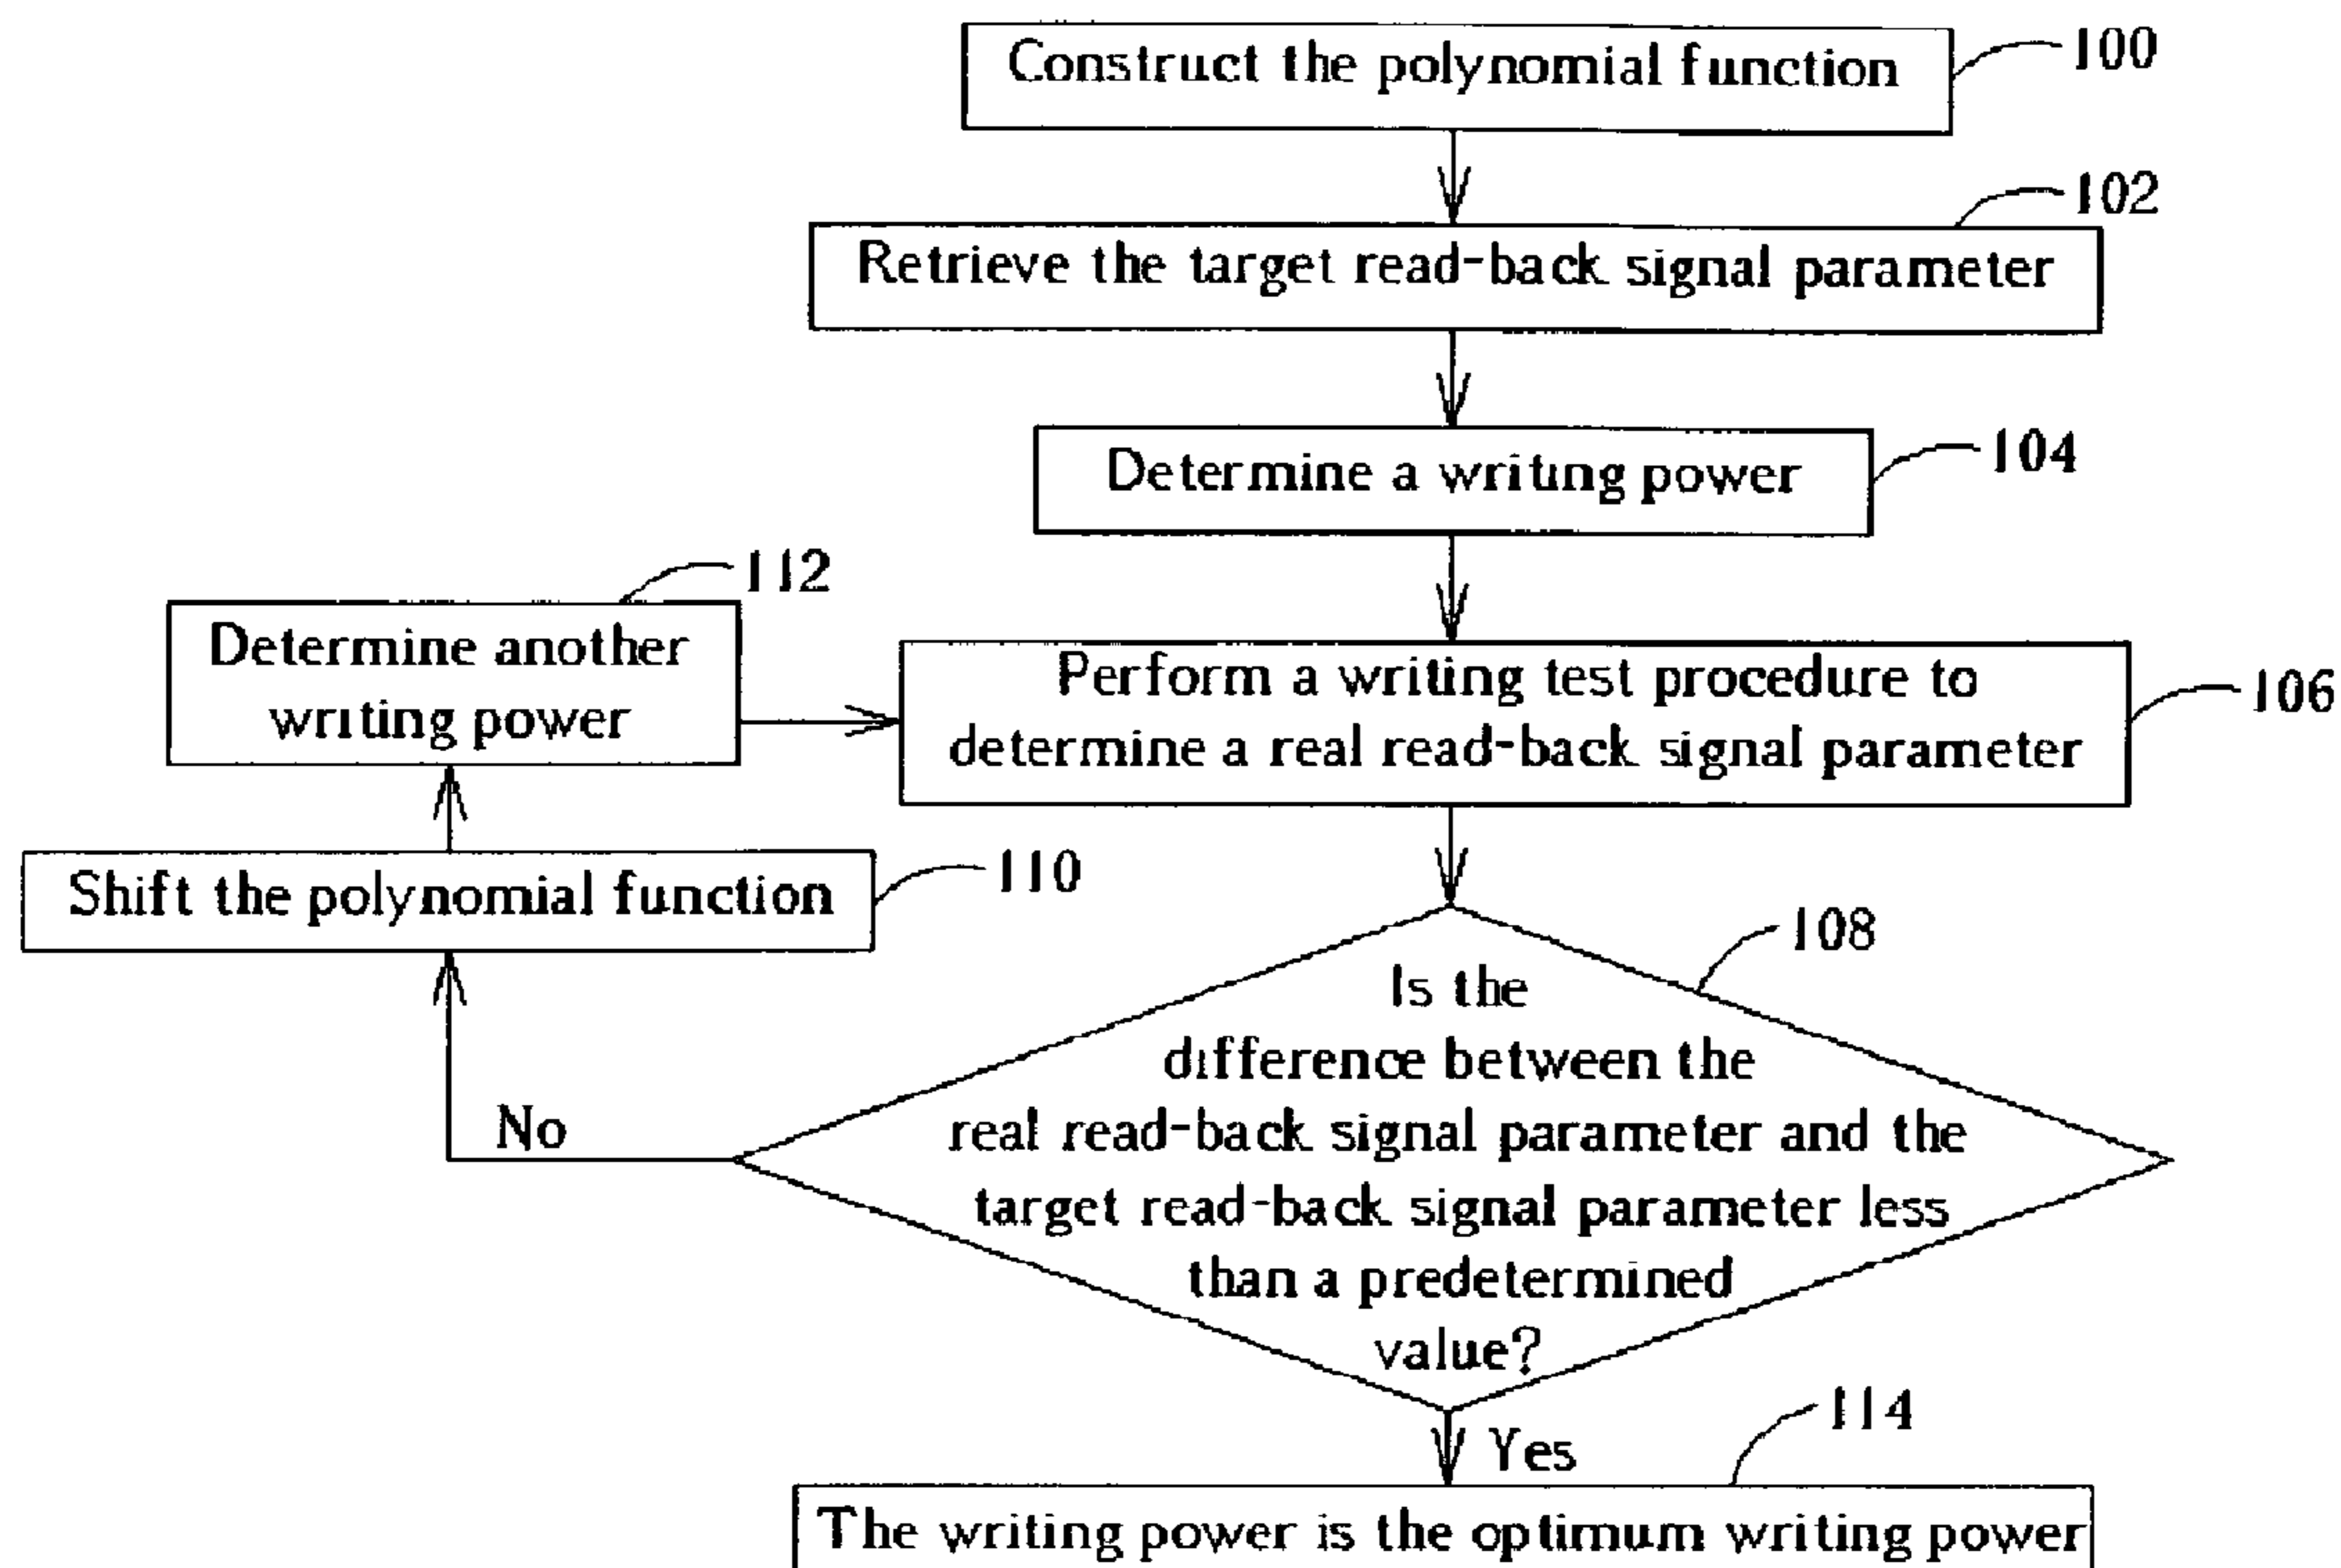 Construct the polynomial function
100
Retrieve the target read-back signal parameter
102
Determine a writing power
104
Determine another
writing power
112
Perform a writing test procedure to
determine a real read-back signal parameter
106
Shift the polynomial function
110
Is the
difference between the
real read-back signal parameter and the
target read-back signal parameter less
than a predetermined
value?
108
No
Yes
114
The writing power is the optimum writing power